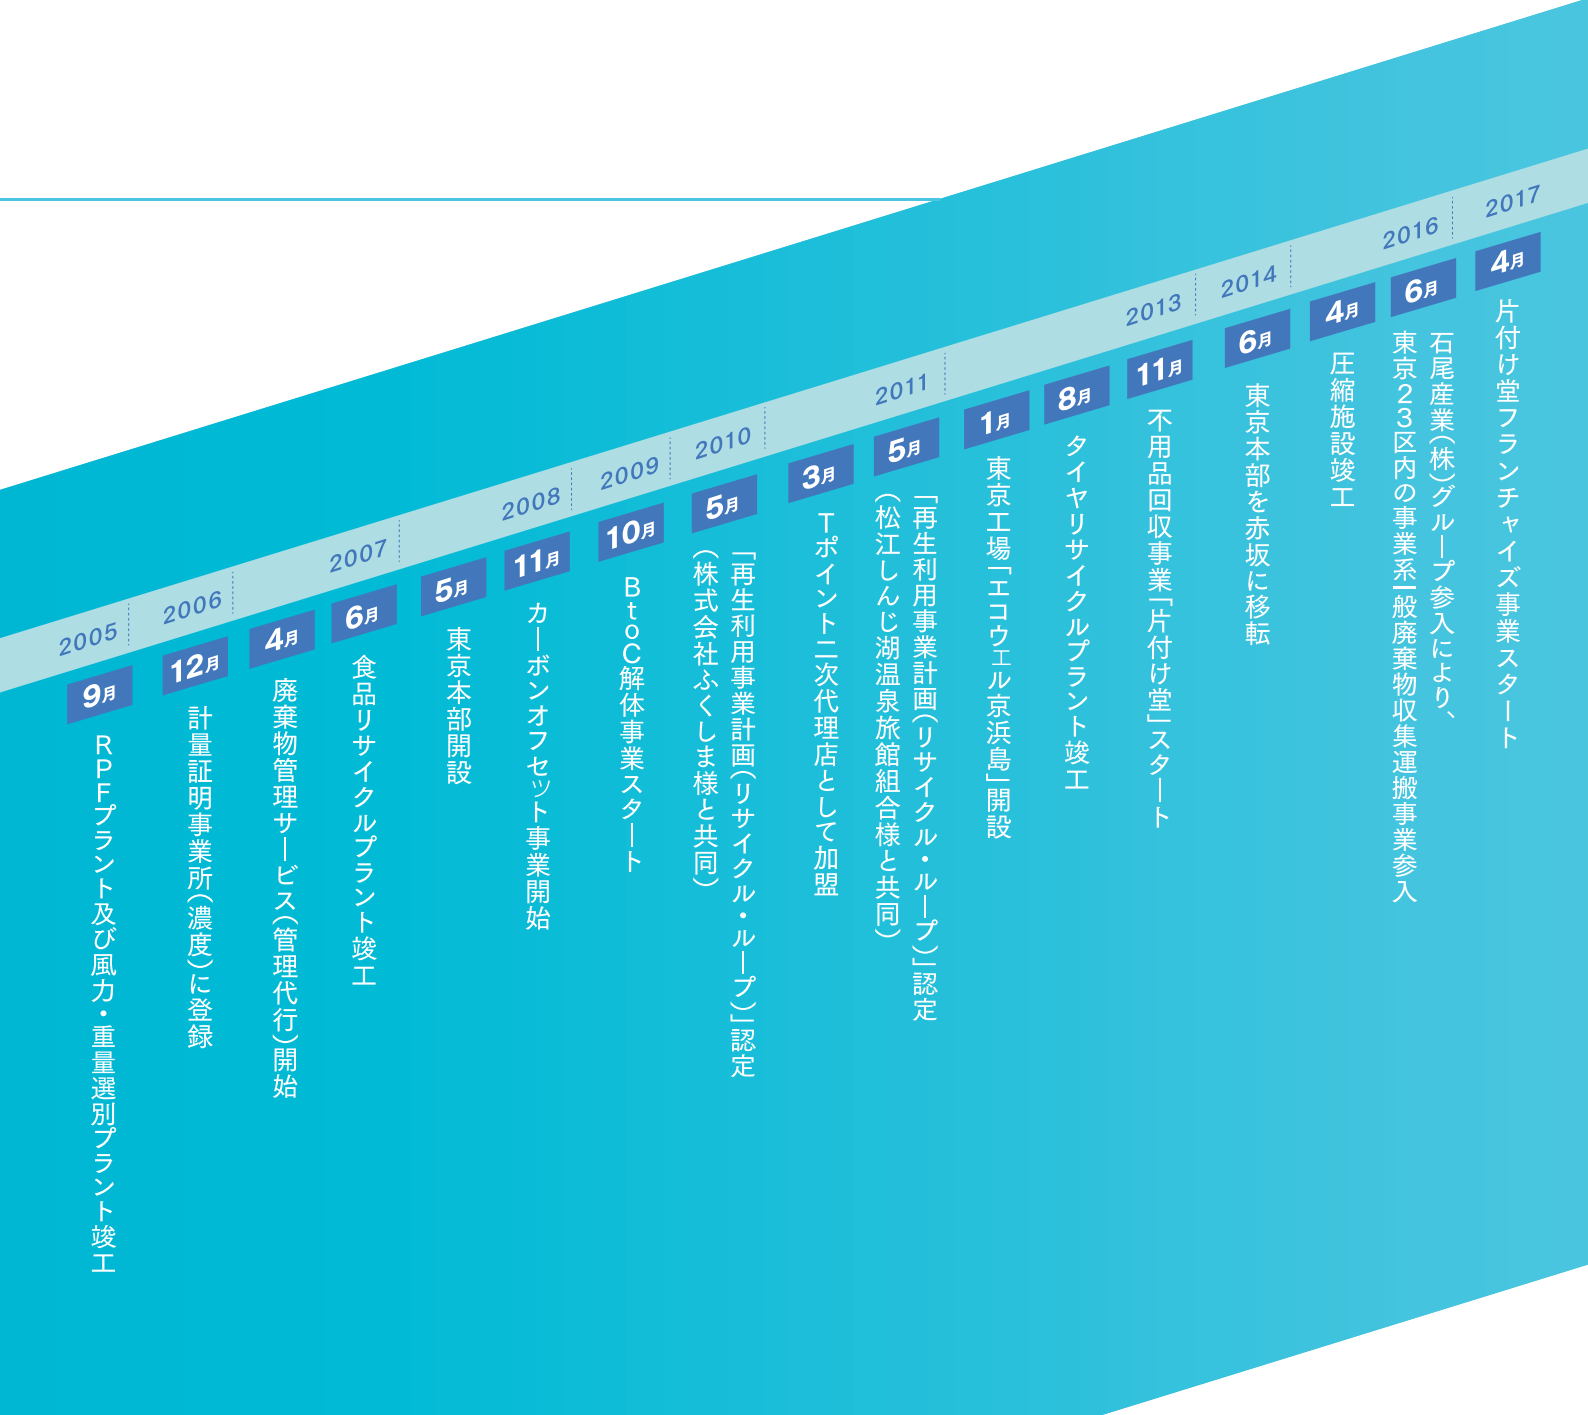 2005
9月
RPFプラント及び風力・重量選別プラント竣工
2006
12月
計量証明事業所(濃度)に登録
4月
廃棄物管理サービス(管理代行)開始
2007
6月
食品リサイクルプラント竣工
5月
東京本部開設
2008
11月
カーボンオフセット事業開始
2009
10月
BtoC解体事業スタート
2010
5月
「再生利用事業計画(リサイクル・ループ)」認定
(株式会社ふくしま様と共同)
3月
Tポイント二次代理店として加盟
2011
5月
「再生利用事業計画(リサイクル・ループ)」認定
(松江しんじ湖温泉旅館組合様と共同)
1月
東京工場「エコウェル京浜島」開設
8月
タイヤリサイクルプラント竣工
2013
11月
不用品回収事業「片付け堂」スタート
2014
6月
東京本部を赤坂に移転
4月
圧縮施設竣工
2016
6月
石尾産業(株)グループ参入により、
東京23区内の事業系一般廃棄物収集運搬事業参入
2017
4月
片付け堂フランチャイズ事業スタート